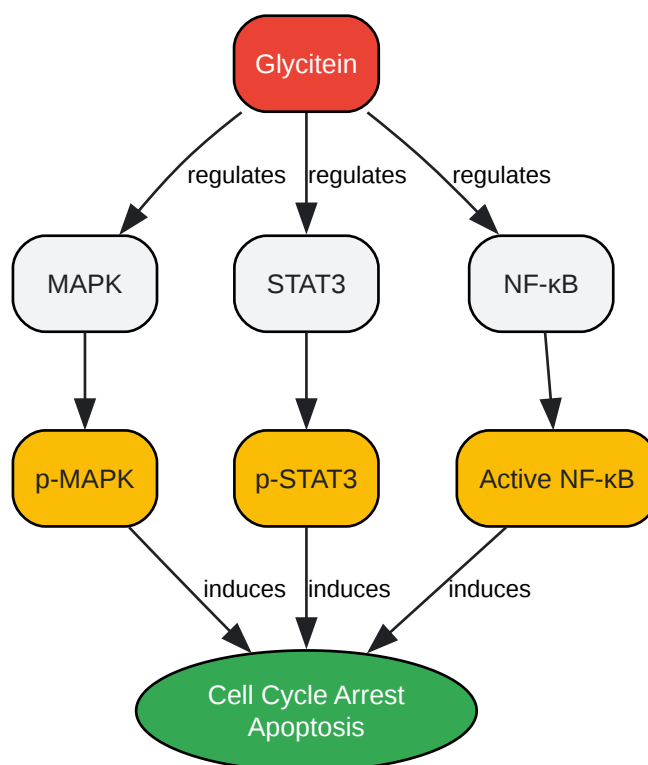 Glycitein
regulates regulates regulates
MAPK STAT3 NF-κB
p-MAPK p-STAT3 Active NF-κB
induces induces induces
Cell Cycle Arrest
Apoptosis